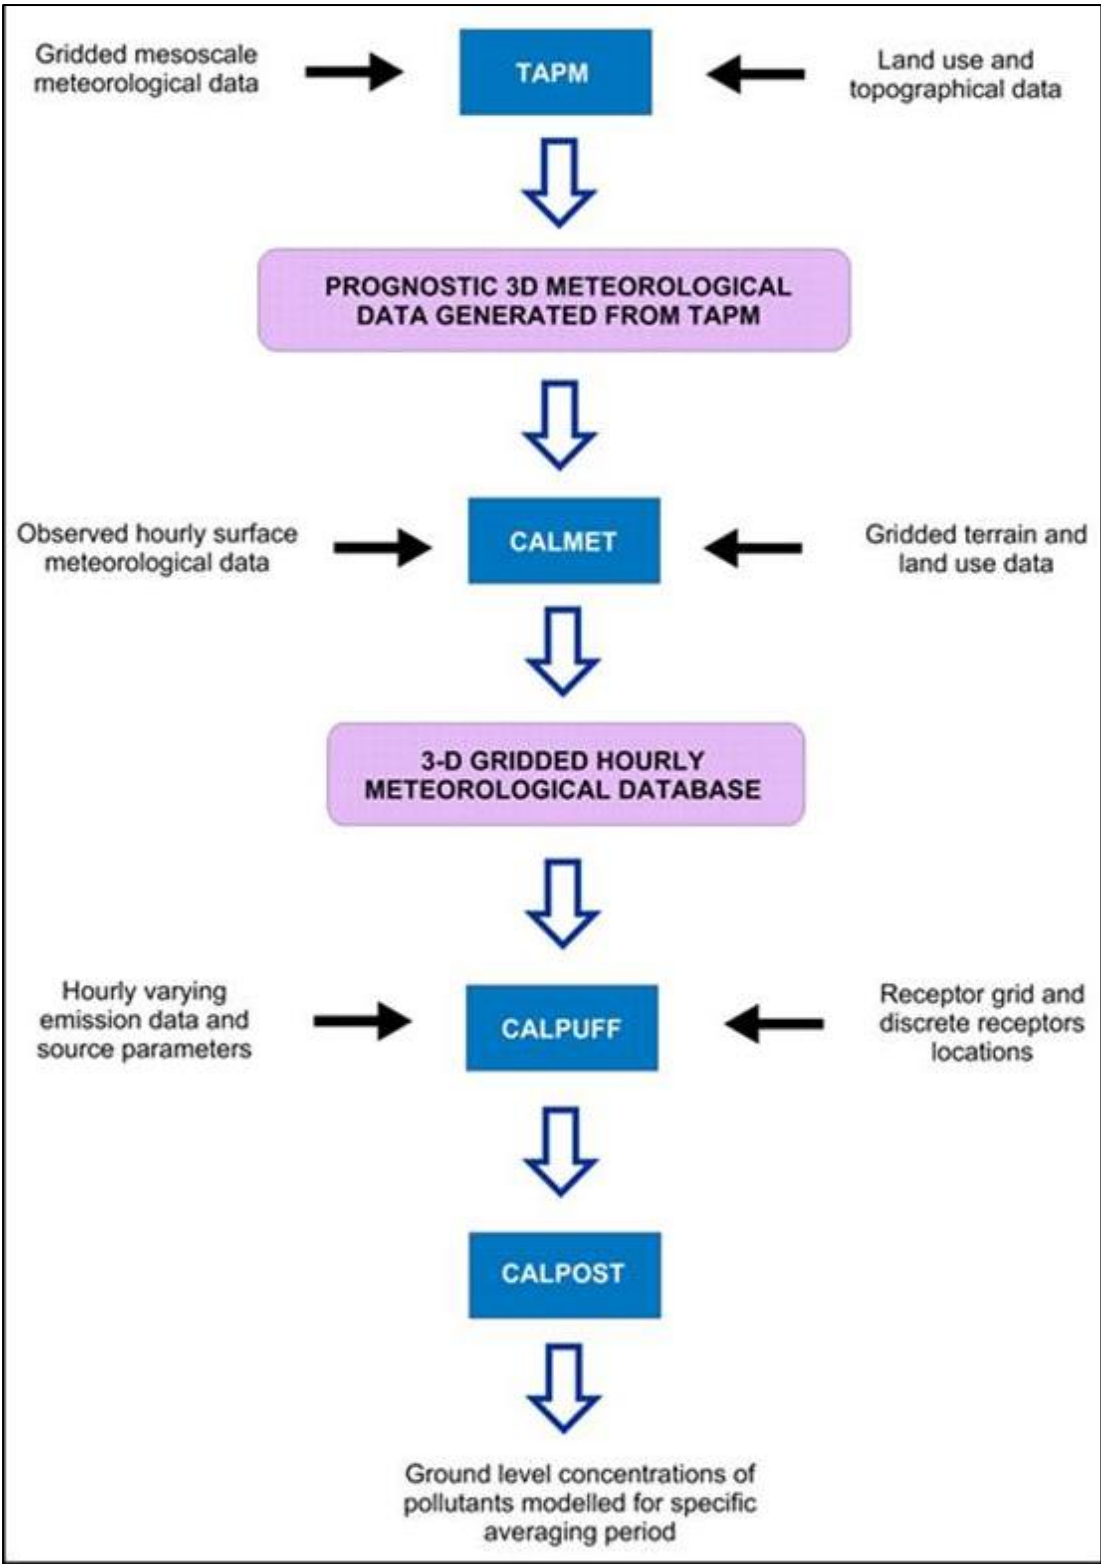 Gridded mesoscale
meteorological data
TAPM
Land use and
topographical data
PROGNOSTIC 3D METEOROLOGICAL
DATA GENERATED FROM TAPM
Observed hourly surface
meteorological data
CALMET
Gridded terrain and
land use data
3-D GRIDDED HOURLY
METEOROLOGICAL DATABASE
Hourly varying
emission data and
source parameters
CALPUFF
Receptor grid and
discrete receptors
locations
CALPOST
Ground level concentrations of
pollutants modelled for specific
averaging period